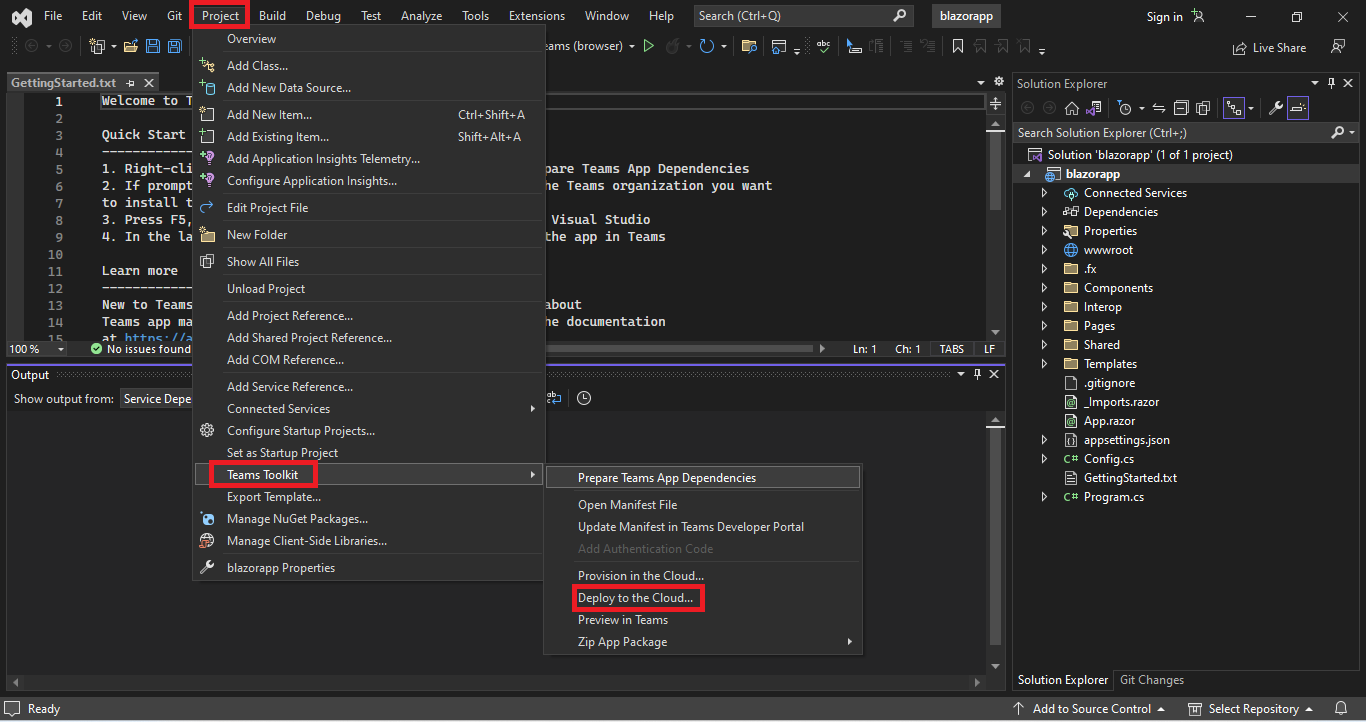 File Edit View Git Project Build Debug Test Analyze Tools Extensions Window Help Search (Ctrl+Q) blazorapp Sign in
eams (browser) Live Share
Overview
Add Class...
Add New Data Source...
Add New Item... Ctrl+Shift+A
Add Existing Item... Shift+Alt+A
Add Application Insights Telemetry...
Configure Application Insights...
Edit Project File
New Folder
Show All Files
Unload Project
Add Project Reference...
Add Shared Project Reference...
Add COM Reference...
Add Service Reference...
Connected Services
Configure Startup Projects...
Set as Startup Project
Teams Toolkit
Export Template...
Manage NuGet Packages...
Manage Client-Side Libraries...
blazorapp Properties
Prepare Teams App Dependencies
Open Manifest File
Update Manifest in Teams Developer Portal
Add Authentication Code
Provision in the Cloud...
Deploy to the Cloud...
Preview in Teams
Zip App Package
GettingStarted.txt
1 Welcome to T
2
3 Quick Start
4 ------------
5 1. Right-cli pare Teams App Dependencies
6 2. If prompt he Teams organization you want
7 to install t
8 3. Press F5, Visual Studio
9 4. In the la the app in Teams
10
11 Learn more
12 ------------
13 New to Teams about
14 Teams app ma he documentation
15 at https://a
100 % No issues found Ln: 1 Ch: 1 TABS LF
Output
Show output from: Service Depe
Solution Explorer
Search Solution Explorer (Ctrl+;)
Solution 'blazorapp' (1 of 1 project)
blazorapp
Connected Services
Dependencies
Properties
wwwroot
.fx
Components
Interop
Pages
Shared
Templates
.gitignore
_Imports.razor
App.razor
appsettings.json
C# Config.cs
GettingStarted.txt
C# Program.cs
Solution Explorer Git Changes
Ready Add to Source Control Select Repository